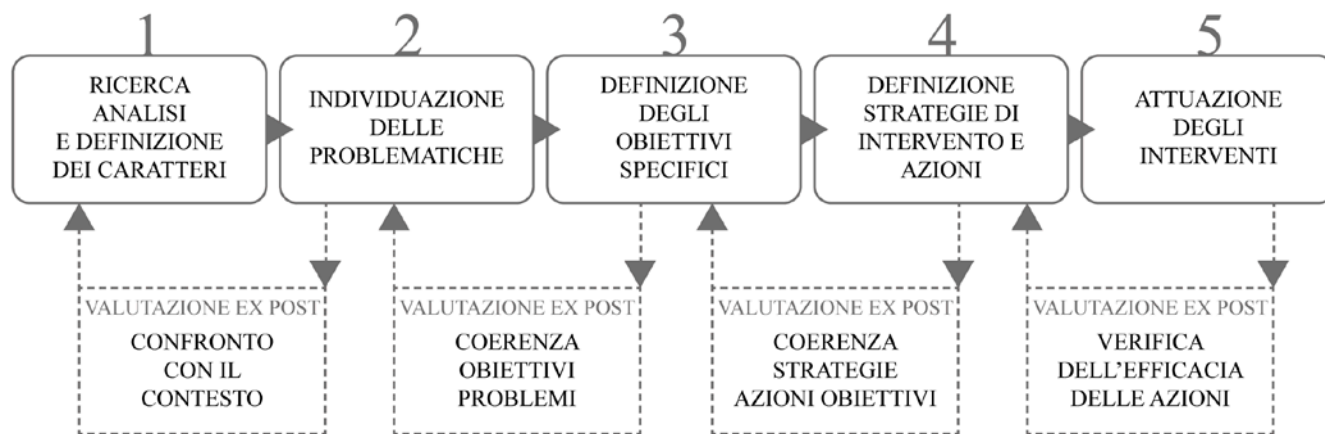 1
RICERCA
ANALISI
E DEFINIZIONE
DEI CARATTERI
2
INDIVIDUAZIONE
DELLE
PROBLEMATICHE
3
DEFINIZIONE
DEGLI
OBIETTIVI
SPECIFICI
4
DEFINIZIONE
STRATEGIE DI
INTERVENTO E
AZIONI
5
ATTUAZIONE
DEGLI
INTERVENTI
VALUTAZIONE EX POST
CONFRONTO
CON IL
CONTESTO
VALUTAZIONE EX POST
COERENZA
OBIETTIVI
PROBLEMI
VALUTAZIONE EX POST
COERENZA
STRATEGIE
AZIONI OBIETTIVI
VALUTAZIONE EX POST
VERIFICA
DELL'EFFICACIA
DELLE AZIONI